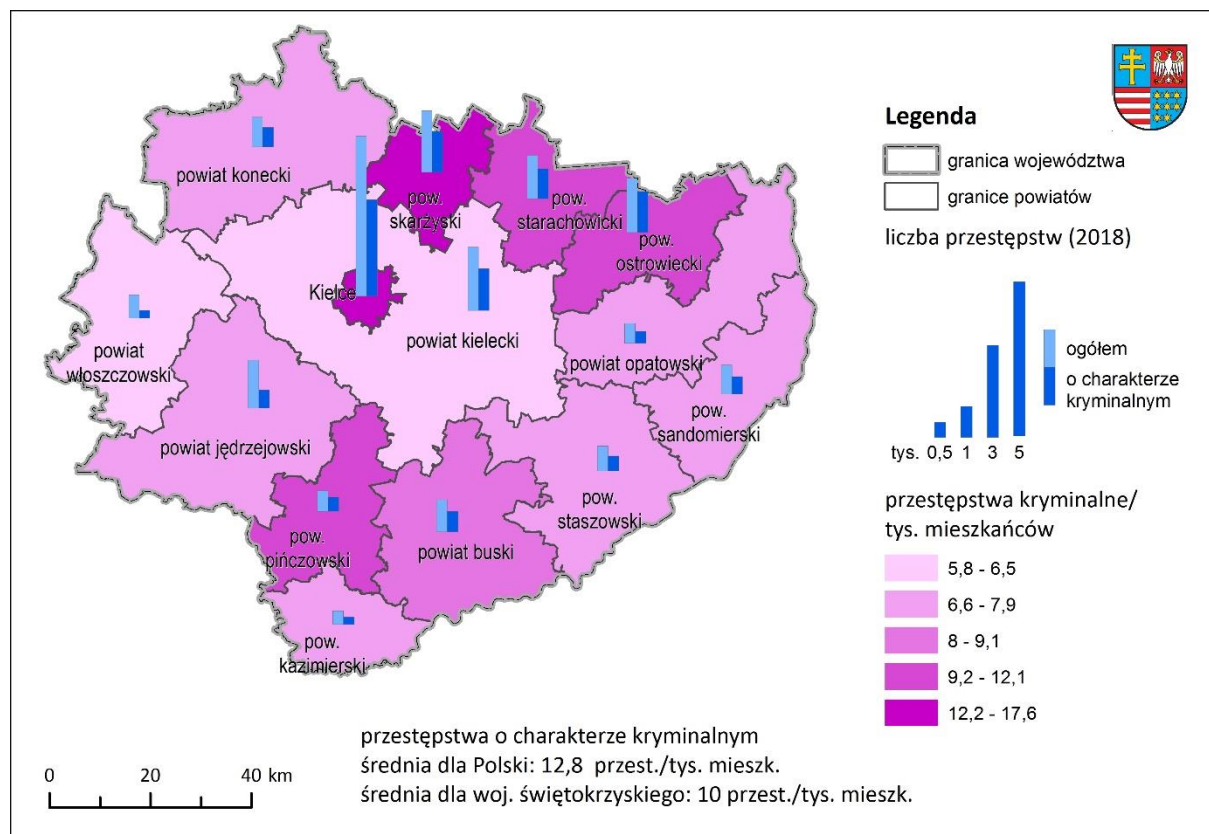 powiat konecki
pow.
skarżyski
pow.
starachowicki
pow.
ostrowiecki
Kielce
powiat kielecki
powiat
włoszczowski
powiat opatowski
pow.
sandomierski
powiat jędrzejowski
pow.
staszowski
pow.
pińczowski
powiat buski
pow.
kazimierski
Legenda
granica województwa
granice powiatów
liczba przestępstw (2018)
ogółem
o charakterze
kryminalnym
tys. 0,5 1 3 5
przestępstwa kryminalne/
tys. mieszkańców
5,8 - 6,5
6,6 - 7,9
8 - 9,1
9,2 - 12,1
12,2 - 17,6
przestępstwa o charakterze kryminalnym
średnia dla Polski: 12,8 przest./tys. mieszk.
średnia dla woj. świętokrzyskiego: 10 przest./tys. mieszk.
0 20 40 km